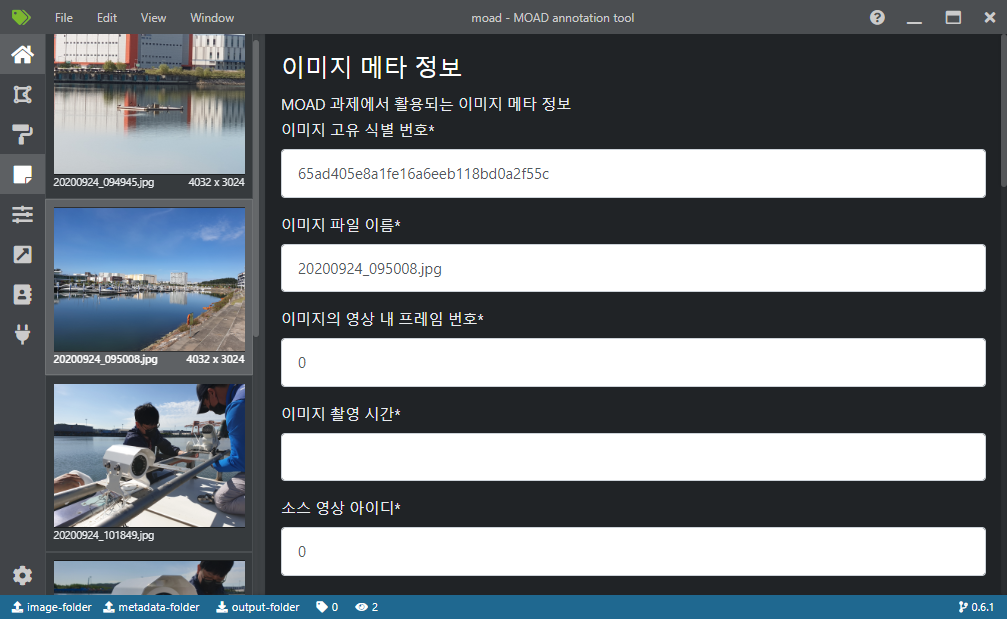 File Edit View Window moad - MOAD annotation tool
20200924_094945.jpg 4032 x 3024
20200924_095008.jpg 4032 x 3024
20200924_101849.jpg
이미지 메타 정보
MOAD 과제에서 활용되는 이미지 메타 정보
이미지 고유 식별 번호*
65ad405e8a1fe16a6eeb118bd0a2f55c
이미지 파일 이름*
20200924_095008.jpg
이미지의 영상 내 프레임 번호*
0
이미지 촬영 시간*
소스 영상 아이디*
0
image-folder metadata-folder output-folder 0 2 0.6.1